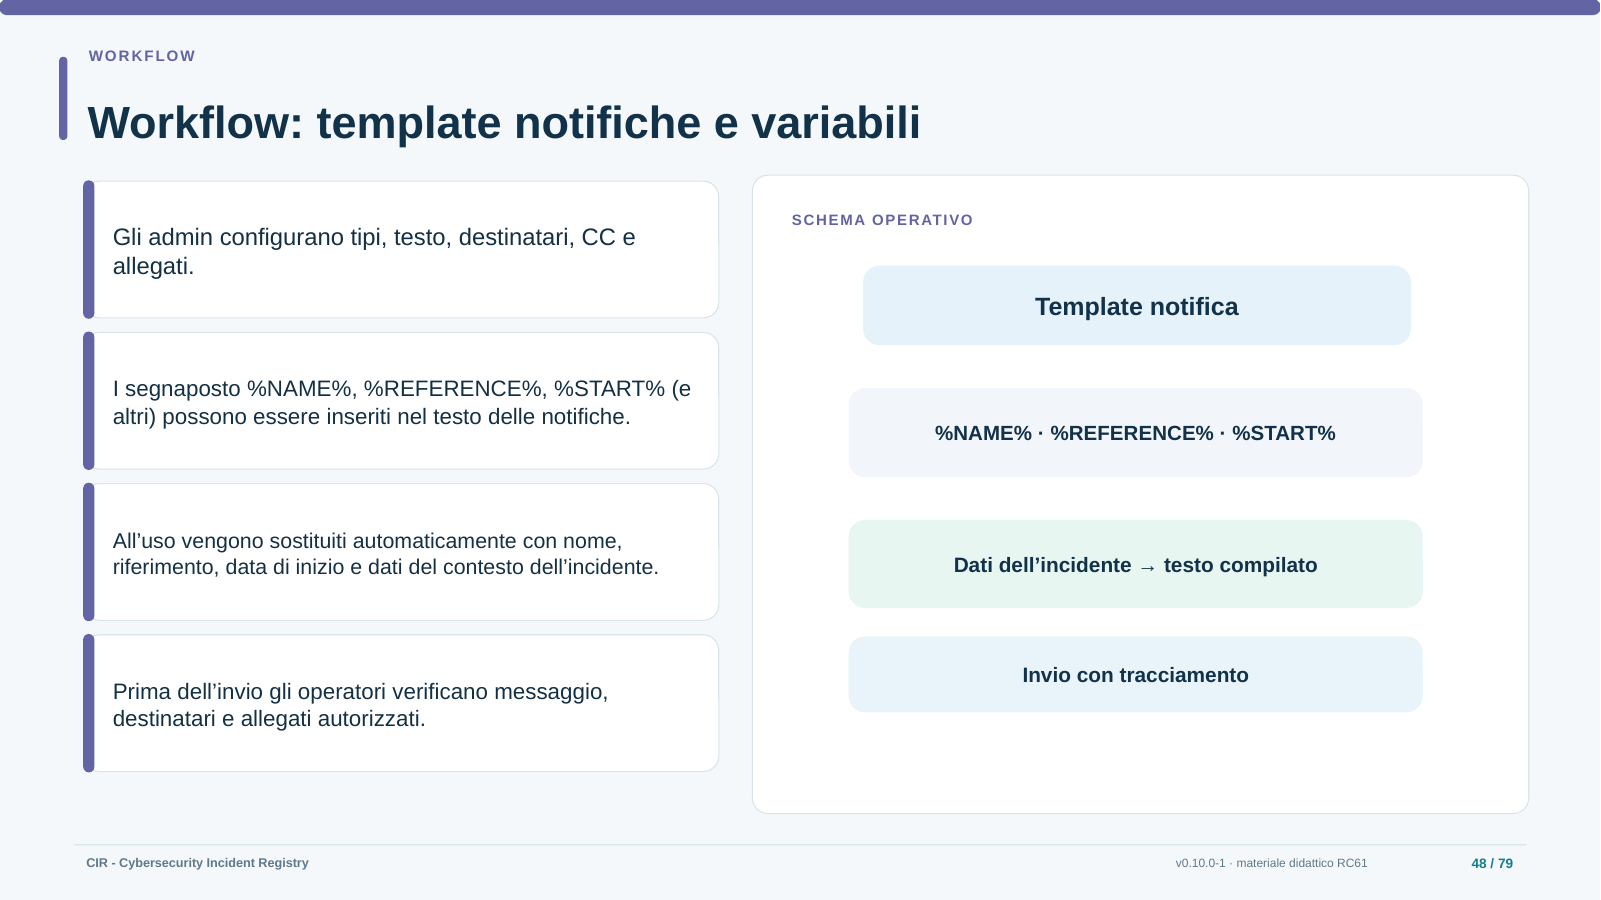 WORKFLOW
Workflow: template notifiche e variabili
Gli admin configurano tipi, testo, destinatari, CC e
allegati.
I segnaposto %NAME%, %REFERENCE%, %START% (e
altri) possono essere inseriti nel testo delle notifiche.
All’uso vengono sostituiti automaticamente con nome,
riferimento, data di inizio e dati del contesto dell’incidente.
Prima dell’invio gli operatori verificano messaggio,
destinatari e allegati autorizzati.
SCHEMA OPERATIVO
Template notifica
%NAME% · %REFERENCE% · %START%
Dati dell’incidente → testo compilato
Invio con tracciamento
CIR - Cybersecurity Incident Registry
v0.10.0-1 · materiale didattico RC61
48 / 79